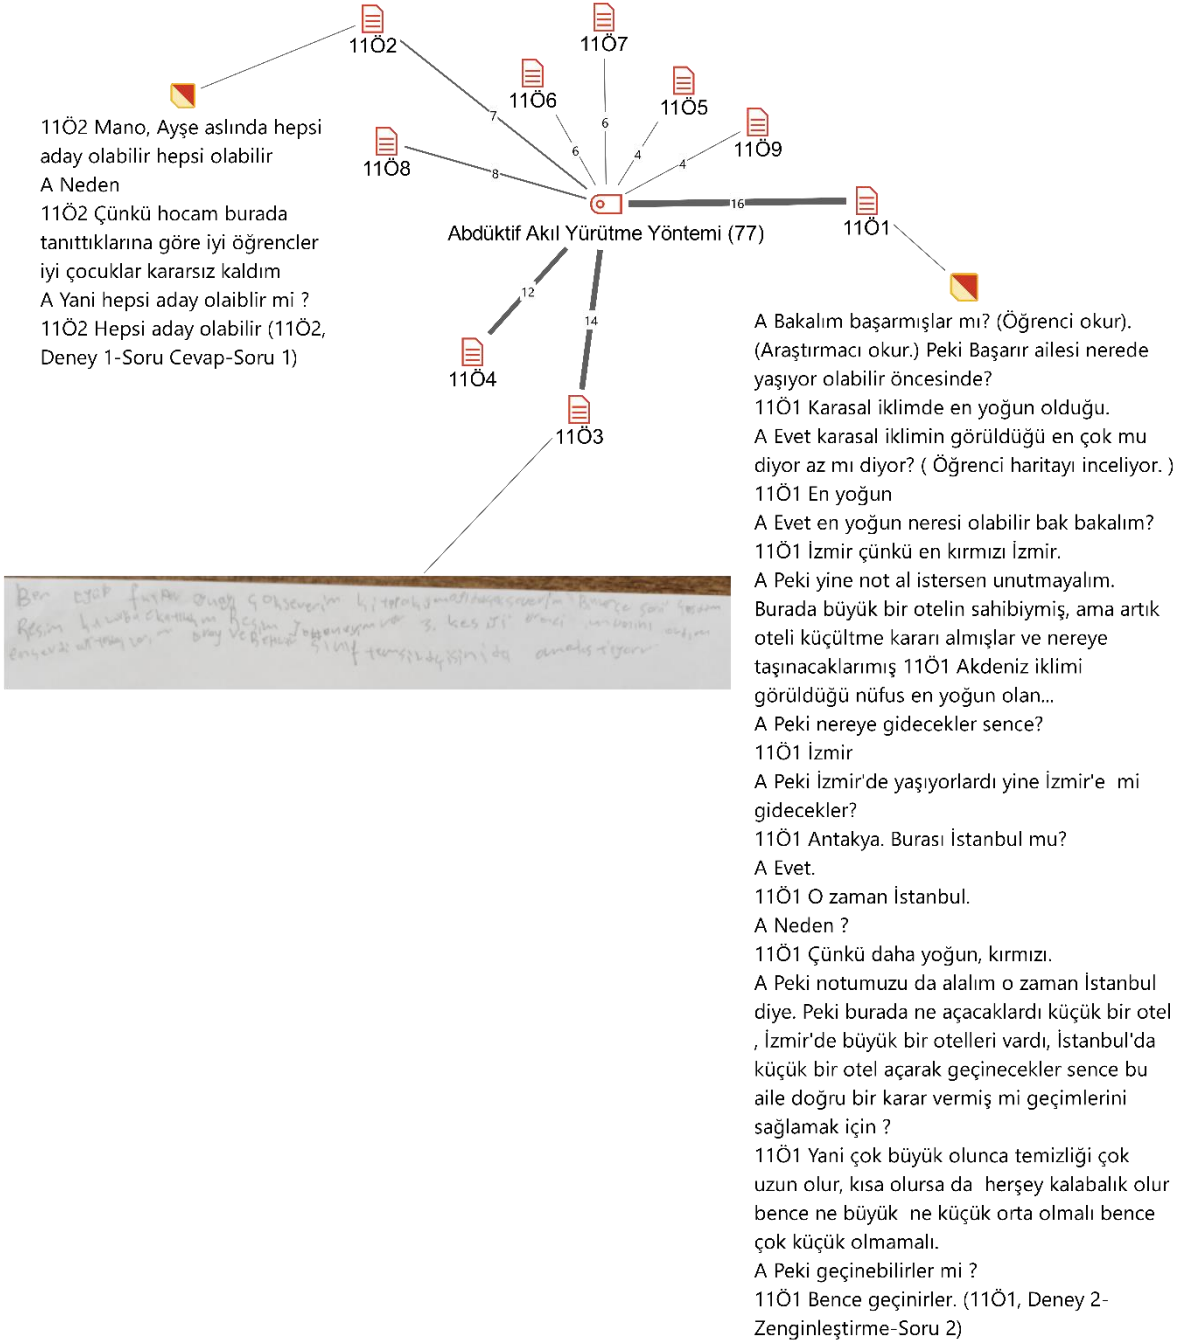 11Ö2
11Ö7
11Ö6
11Ö5
11Ö9
11Ö8
11Ö1
7
6
6
4
4
8
16
Abdüktif Akıl Yürütme Yöntemi (77)
12
14
11Ö4
11Ö3
11Ö2 Mano, Ayşe aslında hepsi
aday olabilir hepsi olabilir
A Neden
11Ö2 Çünkü hocam burada
tanıttıklarına göre iyi öğrencler
iyi çocuklar kararsız kaldım
A Yani hepsi aday olaiblir mi ?
11Ö2 Hepsi aday olabilir (11Ö2,
Deney 1-Soru Cevap-Soru 1)
A Bakalım başarmışlar mı? (Öğrenci okur).
(Araştırmacı okur.) Peki Başarır ailesi nerede
yaşıyor olabilir öncesinde?
11Ö1 Karasal iklimde en yoğun olduğu.
A Evet karasal iklimin görüldüğü en çok mu
diyor az mı diyor? ( Öğrenci haritayı inceliyor. )
11Ö1 En yoğun
A Evet en yoğun neresi olabilir bak bakalım?
11Ö1 İzmir çünkü en kırmızı İzmir.
A Peki yine not al istersen unutmayalım.
Burada büyük bir otelin sahibiymiş, ama artık
oteli küçültme kararı almışlar ve nereye
taşınacaklarımış 11Ö1 Akdeniz iklimi
görüldüğü nüfus en yoğun olan...
A Peki nereye gidecekler sence?
11Ö1 İzmir
A Peki İzmir'de yaşıyorlardı yine İzmir'e mi
gidecekler?
11Ö1 Antakya. Burası İstanbul mu?
A Evet.
11Ö1 O zaman İstanbul.
A Neden ?
11Ö1 Çünkü daha yoğun, kırmızı.
A Peki notumuzu da alalım o zaman İstanbul
diye. Peki burada ne açacaklardı küçük bir otel
, İzmir'de büyük bir otelleri vardı, İstanbul'da
küçük bir otel açarak geçinecekler sence bu
aile doğru bir karar vermiş mi geçimlerini
sağlamak için ?
11Ö1 Yani çok büyük olunca temizliği çok
uzun olur, kısa olursa da herşey kalabalık olur
bence ne büyük ne küçük orta olmalı bence
çok küçük olmamalı.
A Peki geçinebilirler mi ?
11Ö1 Bence geçinirler. (11Ö1, Deney 2-
Zenginleştirme-Soru 2)
Ben
Resim
sınıf